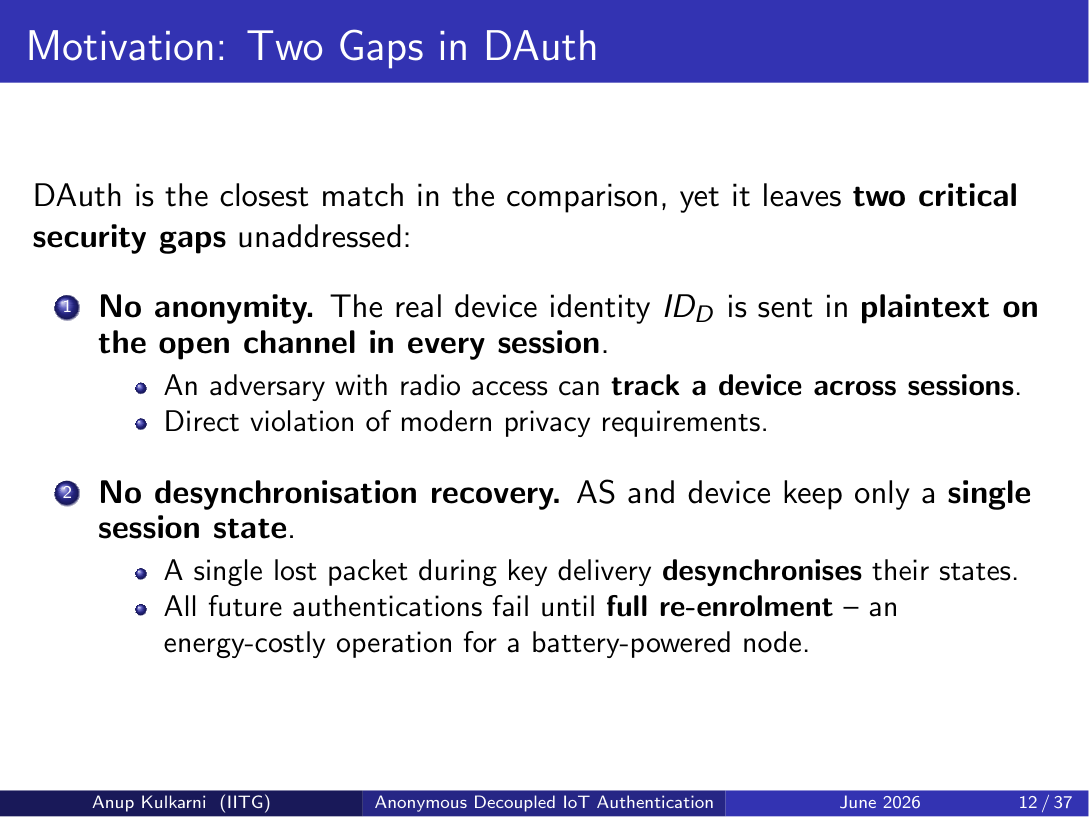 Motivation: Two Gaps in DAuth
DAuth is the closest match in the comparison, yet it leaves two critical
security gaps unaddressed:
1 No anonymity. The real device identity ID_D is sent in plaintext on
the open channel in every session.
An adversary with radio access can track a device across sessions.
Direct violation of modern privacy requirements.
2 No desynchronisation recovery. AS and device keep only a single
session state.
A single lost packet during key delivery desynchronises their states.
All future authentications fail until full re-enrolment – an
energy-costly operation for a battery-powered node.
Anup Kulkarni (IITG) Anonymous Decoupled IoT Authentication June 2026 12 / 37